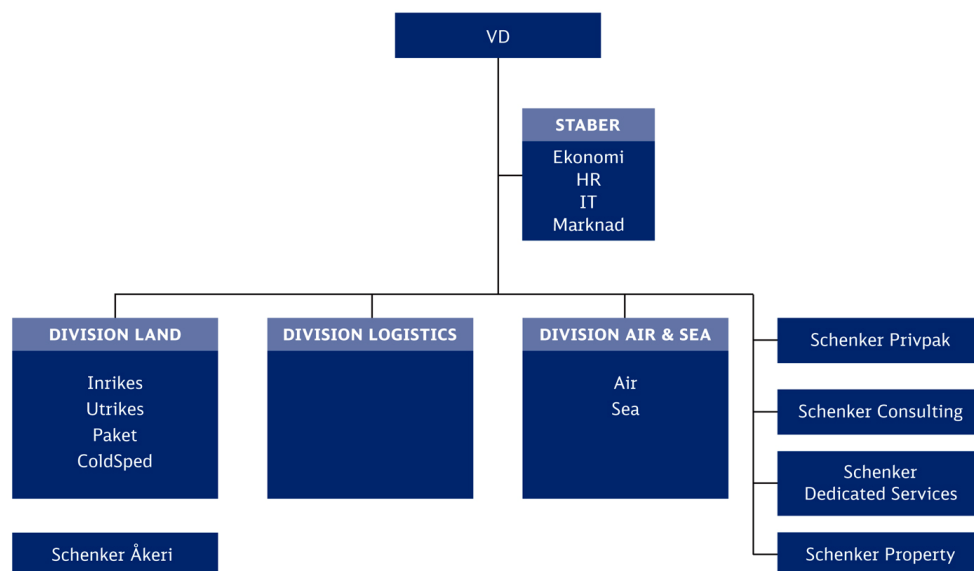 VD
STABER
Ekonomi
HR
IT
Marknad
DIVISION LAND
Inrikes
Utrikes
Paket
ColdSped
Schenker Åkeri
DIVISION LOGISTICS
DIVISION AIR & SEA
Air
Sea
Schenker Privpak
Schenker Consulting
Schenker
Dedicated Services
Schenker Property